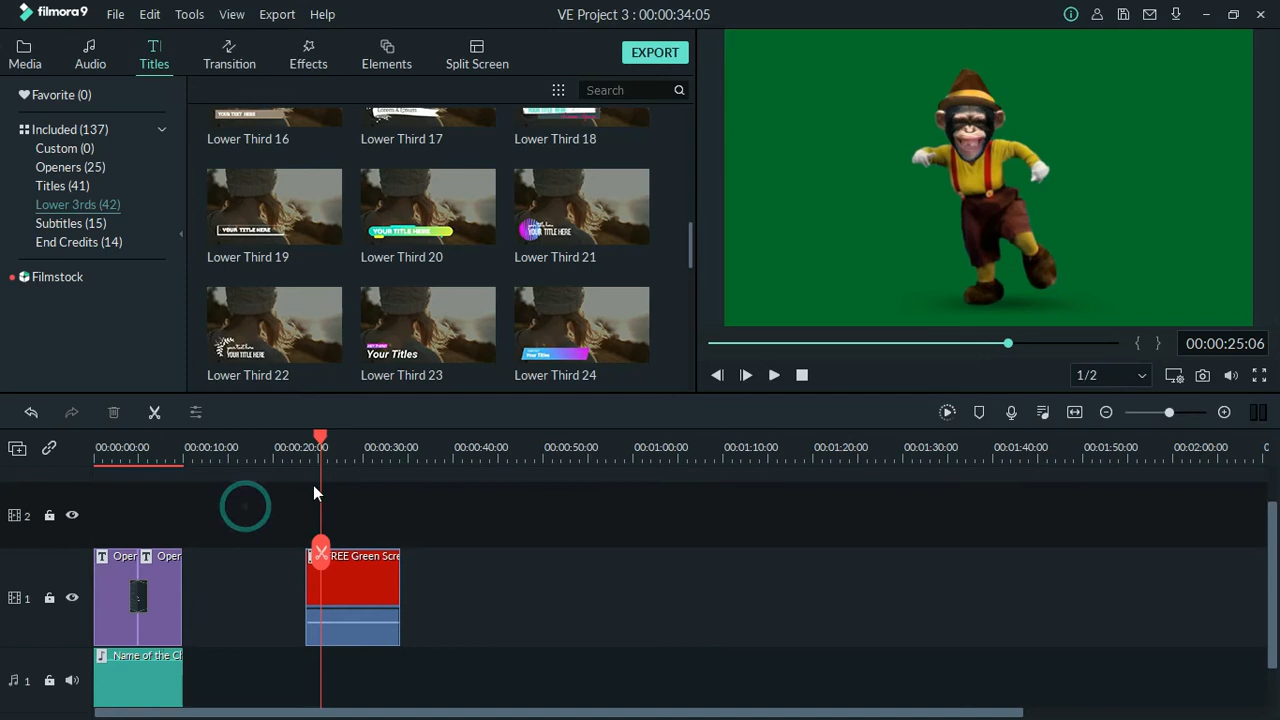 filmora9
File Edit Tools View Export Help
VE Project 3 : 00:00:34:05
Media Audio Titles Transition Effects Elements Split Screen
EXPORT
Favorite (0)
Search
Included (137)
Custom (0)
Openers (25)
Titles (41)
Lower 3rds (42)
Subtitles (15)
End Credits (14)
Filmstock
Lower Third 16 Lower Third 17 Lower Third 18
YOUR TITLE HERE
YOUR TITLE HERE
YOUR TITLE HERE
Lower Third 19 Lower Third 20 Lower Third 21
YOUR TITLE HERE
Your Titles
Your Titles
Lower Third 22 Lower Third 23 Lower Third 24
00:00:25:06
1/2
00:00:00:00 00:00:10:00 00:00:20:00 00:00:30:00 00:00:40:00 00:00:50:00 00:01:00:00 00:01:10:00 00:01:20:00 00:01:30:00 00:01:40:00 00:01:50:00 00:02:00:00
2
T Oper T Oper
REE Green Scre
1
Name of the Cl
1